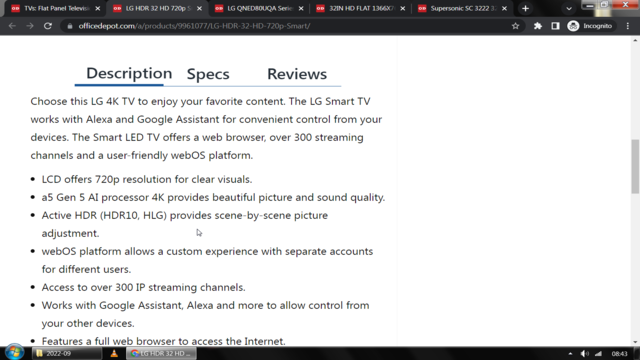 TVs: Flat Panel Televisio
LG HDR 32 HD 720p S
LG QNED80UQA Serie
32IN HD FLAT 1366X7
Supersonic SC 3222 32
officedepot.com/a/products/9961077/LG-HDR-32-HD-720p-Smart/
Incognito
Description Specs Reviews
Choose this LG 4K TV to enjoy your favorite content. The LG Smart TV
works with Alexa and Google Assistant for convenient control from your
devices. The Smart LED TV offers a web browser, over 300 streaming
channels and a user-friendly webOS platform.
LCD offers 720p resolution for clear visuals.
a5 Gen 5 AI processor 4K provides beautiful picture and sound quality.
Active HDR (HDR10, HLG) provides scene-by-scene picture
adjustment.
webOS platform allows a custom experience with separate accounts
for different users.
Access to over 300 IP streaming channels.
Works with Google Assistant, Alexa and more to allow control from
your other devices.
Features a full web browser to access the Internet.
2022-09
LG HDR 32 HD ...
08:43